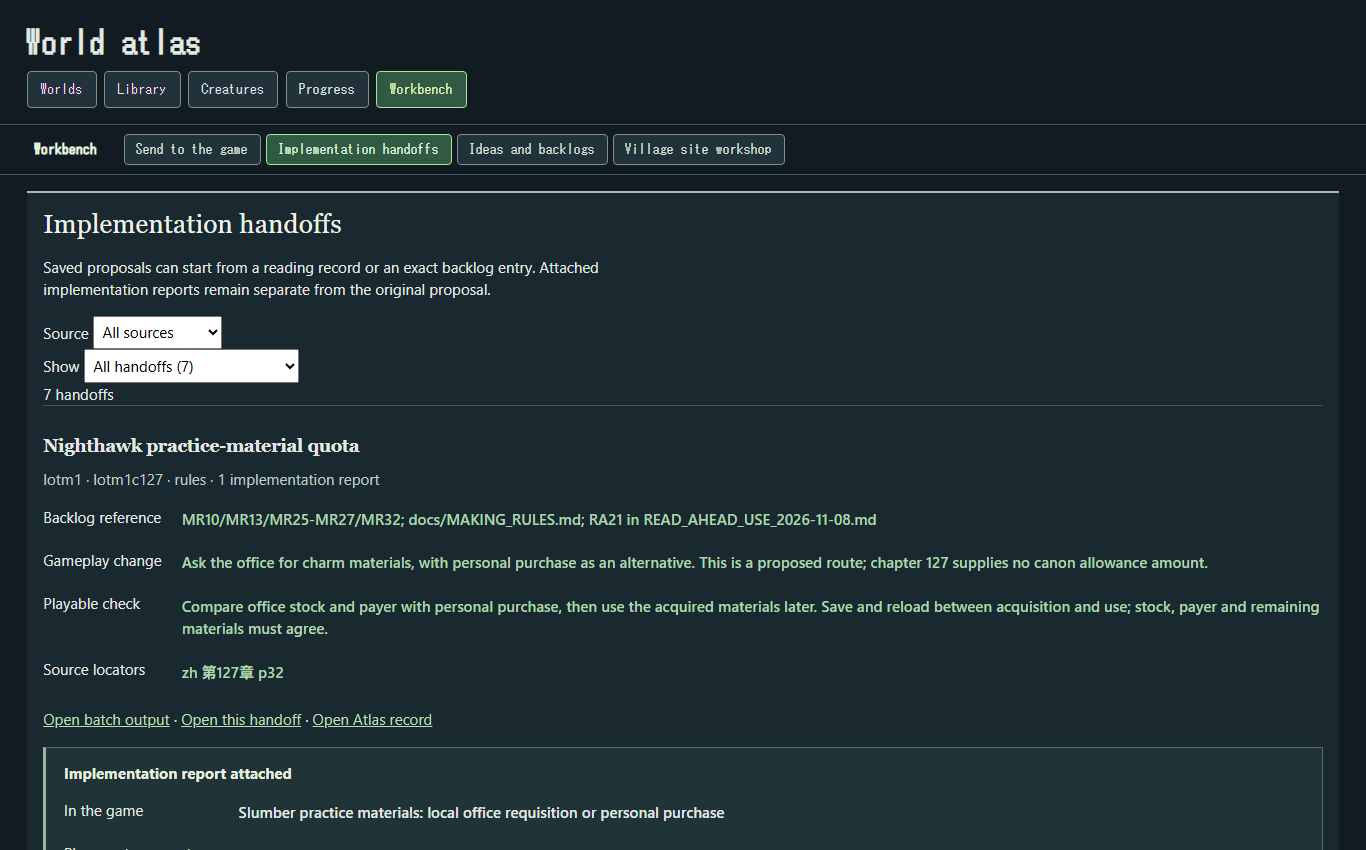 World atlas
Worlds
Library
Creatures
Progress
Workbench
Workbench
Send to the game
Implementation handoffs
Ideas and backlogs
Village site workshop
Implementation handoffs
Saved proposals can start from a reading record or an exact backlog entry. Attached
implementation reports remain separate from the original proposal.
Source All sources
Show All handoffs (7)
7 handoffs
Nighthawk practice-material quota
lotm1 · lotm1c127 · rules · 1 implementation report
Backlog reference MR10/MR13/MR25-MR27/MR32; docs/MAKING_RULES.md; RA21 in READ_AHEAD_USE_2026-11-08.md
Gameplay change Ask the office for charm materials, with personal purchase as an alternative. This is a proposed route; chapter 127 supplies no canon allowance amount.
Playable check Compare office stock and payer with personal purchase, then use the acquired materials later. Save and reload between acquisition and use; stock, payer and remaining
materials must agree.
Source locators zh 第127章 p32
Open batch output · Open this handoff · Open Atlas record
Implementation report attached
In the game Slumber practice materials: local office requisition or personal purchase